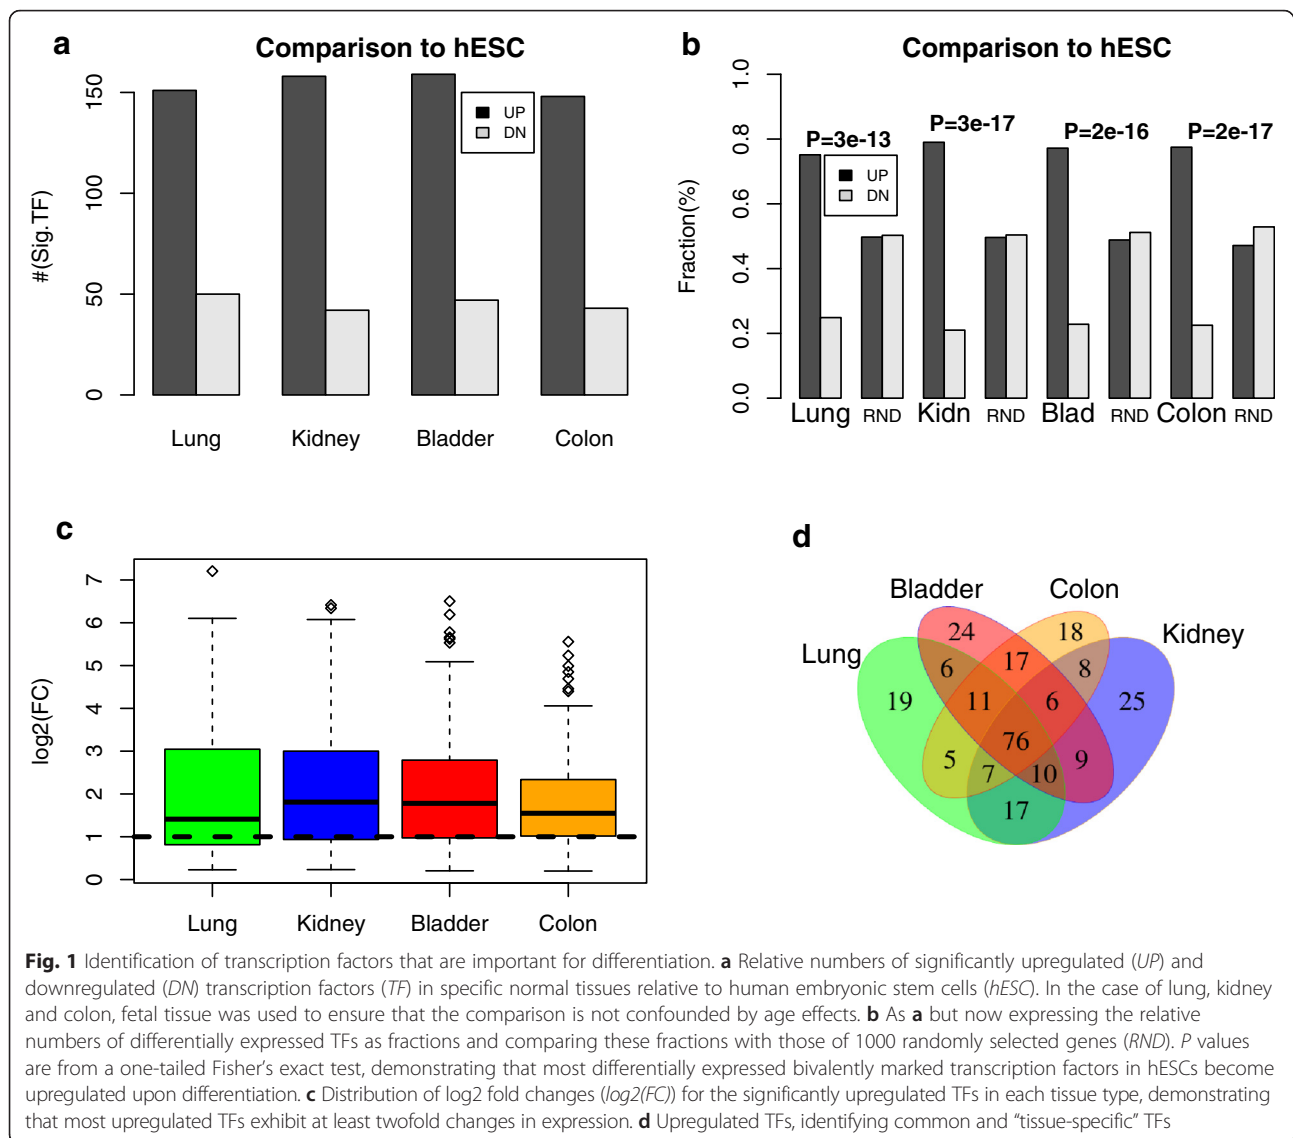 a
Comparison to hESC
#(Sig.TF)
150
100
50
0
UP
DN
Lung Kidney Bladder Colon
b
Comparison to hESC
Fraction(%)
1.0
0.8
0.6
0.4
0.2
0.0
P=3e-13 P=3e-17 P=2e-16 P=2e-17
UP
DN
Lung RND Kidn RND Blad RND Colon RND
c
log2(FC)
7
6
5
4
3
2
1
0
Lung Kidney Bladder Colon
d
Bladder Colon
Lung Kidney
24 18
6 17 8
19 11 6 25
76
5 7 10 9
17
Fig. 1 Identification of transcription factors that are important for differentiation. a Relative numbers of significantly upregulated (UP) and
downregulated (DN) transcription factors (TF) in specific normal tissues relative to human embryonic stem cells (hESC). In the case of lung, kidney
and colon, fetal tissue was used to ensure that the comparison is not confounded by age effects. b As a but now expressing the relative
numbers of differentially expressed TFs as fractions and comparing these fractions with those of 1000 randomly selected genes (RND). P values
are from a one-tailed Fisher's exact test, demonstrating that most differentially expressed bivalently marked transcription factors in hESCs become
upregulated upon differentiation. c Distribution of log2 fold changes (log2(FC)) for the significantly upregulated TFs in each tissue type, demonstrating
that most upregulated TFs exhibit at least twofold changes in expression. d Upregulated TFs, identifying common and “tissue-specific” TFs